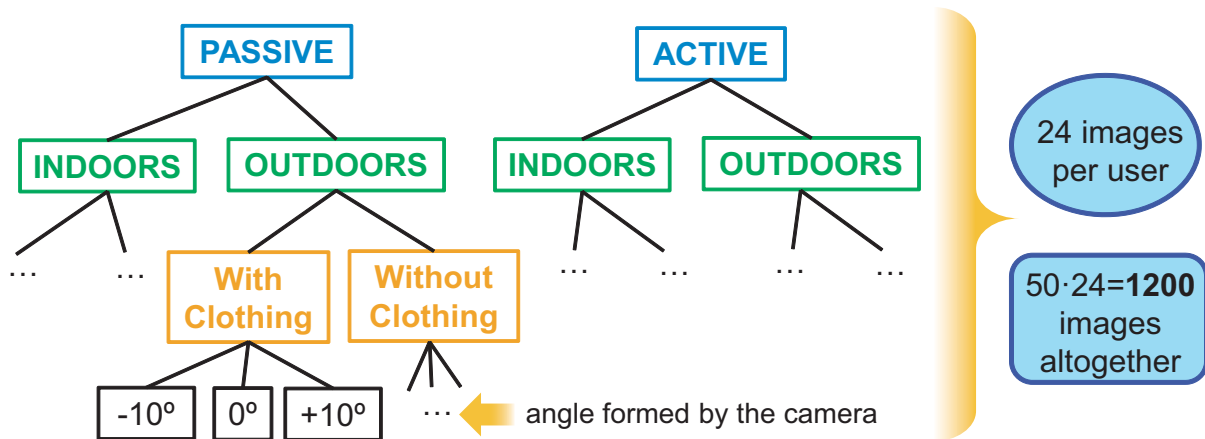 PASSIVE
ACTIVE
INDOORS
OUTDOORS
INDOORS
OUTDOORS
...
...
...
...
...
...
With
Clothing
Without
Clothing
-10º
0º
+10º
...
angle formed by the camera
24 images
per user
50·24=1200
images
altogether